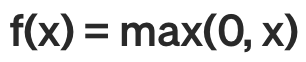 f(x) = max(0, x)